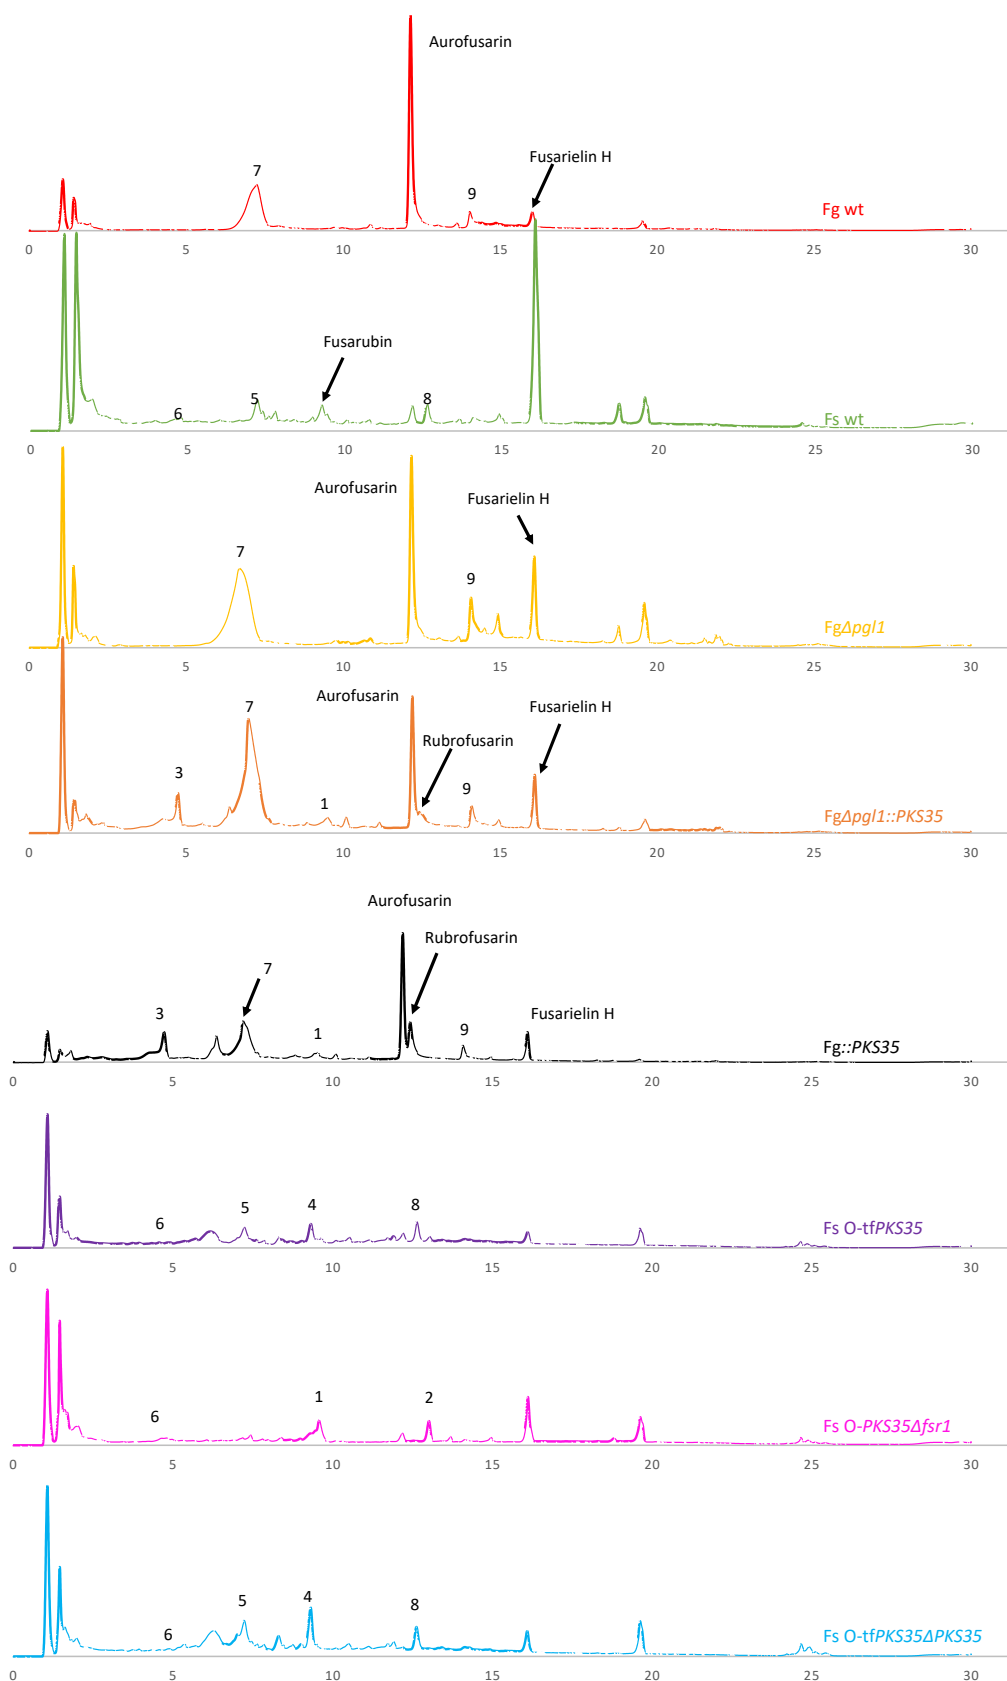 Aurofusarin
Fusarielin H
7
9
Fg wt
0 5 10 15 20 25 30
Fusarubin
6
5
8
Fs wt
0 5 10 15 20 25 30
Aurofusarin
Fusarielin H
7
9
FgΔpgl1
0 5 10 15 20 25 30
Aurofusarin
Fusarielin H
7
Rubrofusarin
3
1
9
FgΔpgl1::PKS35
0 5 10 15 20 25 30
Aurofusarin
Rubrofusarin
7
3
1
9
Fusarielin H
Fg::PKS35
0 5 10 15 20 25 30
6
5
4
8
Fs O-tfPKS35
0 5 10 15 20 25 30
6
1
2
Fs O-PKS35Δfsr1
0 5 10 15 20 25 30
6
5
4
8
Fs O-tfPKS35ΔPKS35
0 5 10 15 20 25 30